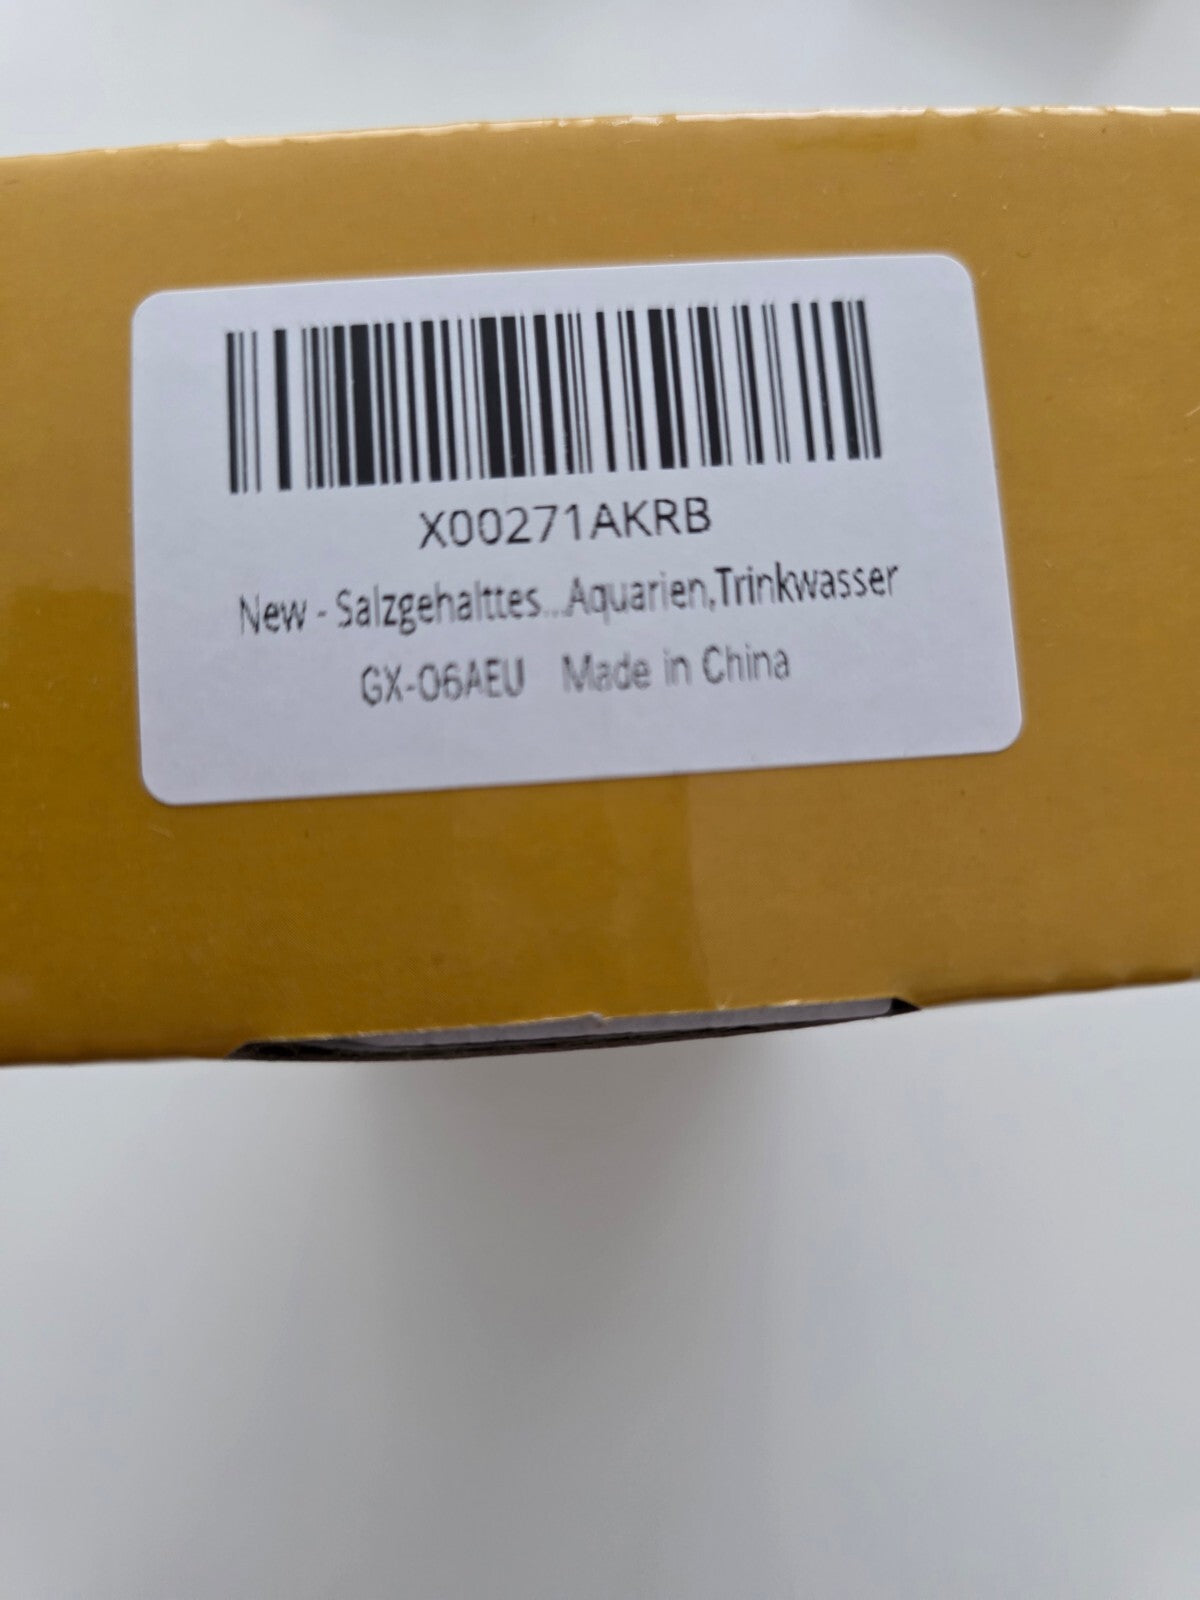 X00271AKRB
New - Salzgehalttes...Aquarien,Trinkwasser
GX-06AEU Made in China